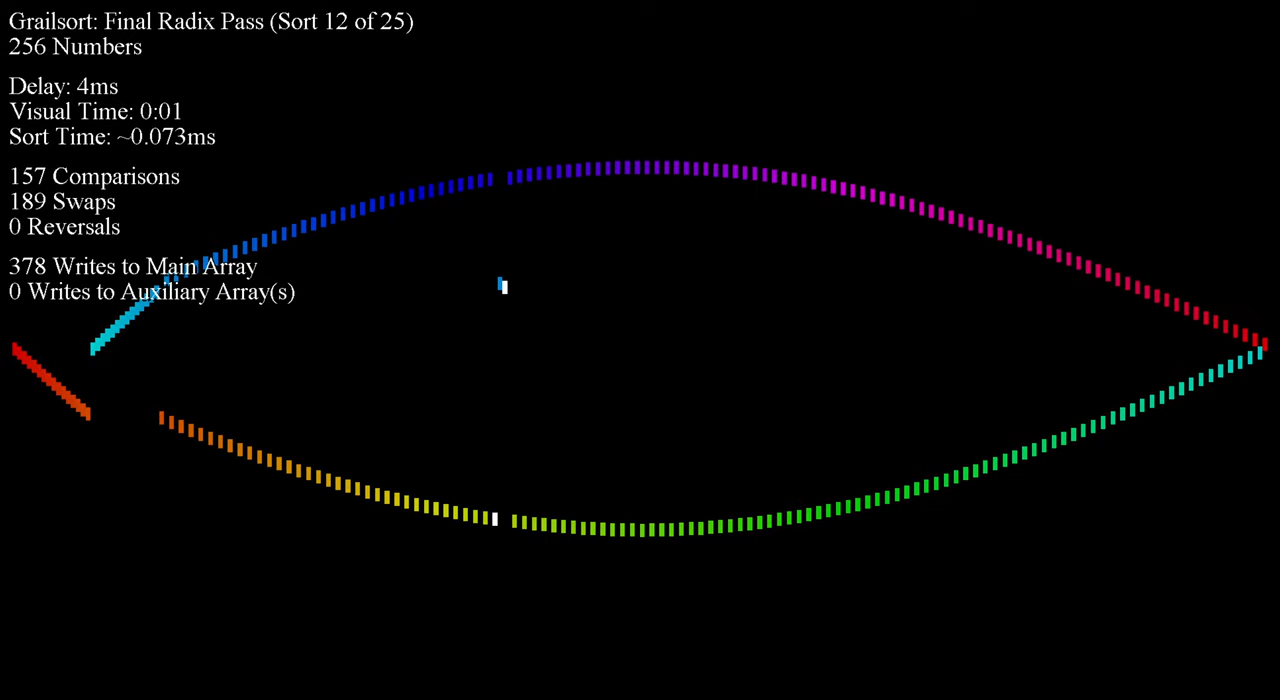 Grailsort: Final Radix Pass (Sort 12 of 25)
256 Numbers
Delay: 4ms
Visual Time: 0:01
Sort Time: ~0.073ms
157 Comparisons
189 Swaps
0 Reversals
378 Writes to Main Array
0 Writes to Auxiliary Array(s)